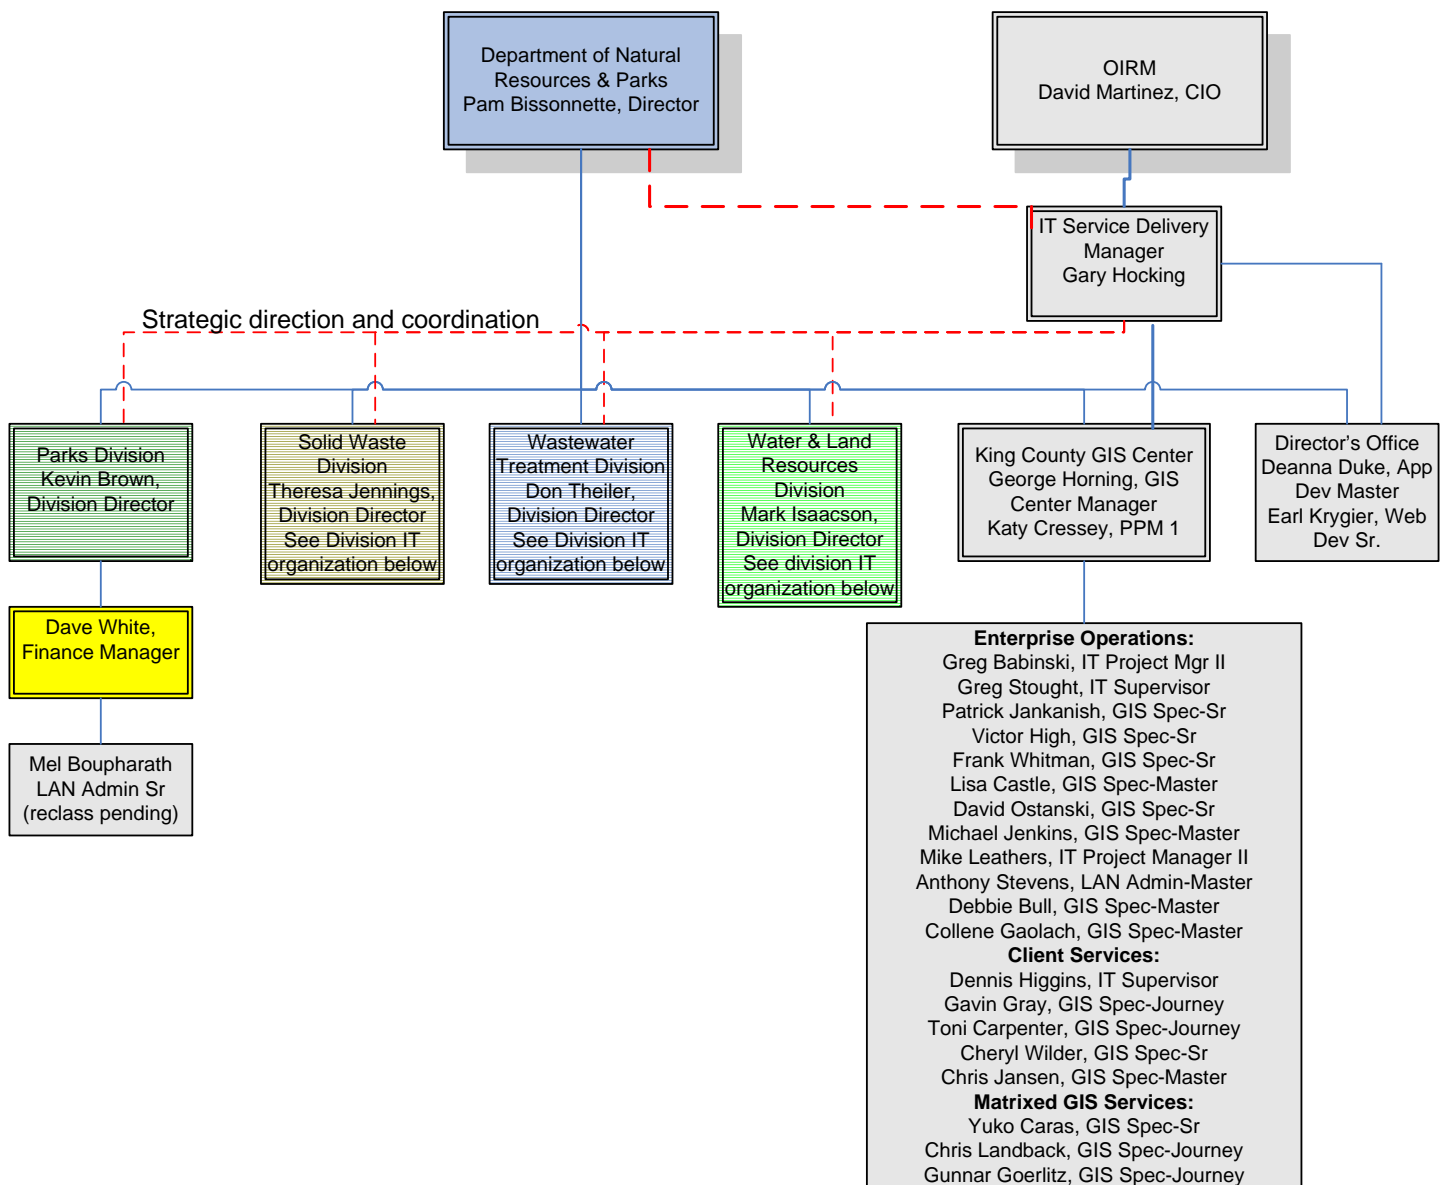 Department of Natural
Resources & Parks
Pam Bissonnette, Director
OIRM
David Martinez, CIO
IT Service Delivery
Manager
Gary Hocking
Strategic direction and coordination
Parks Division
Kevin Brown,
Division Director
Solid Waste
Division
Theresa Jennings,
Division Director
See Division IT
organization below
Wastewater
Treatment Division
Don Theiler,
Division Director
See Division IT
organization below
Water & Land
Resources
Division
Mark Isaacson,
Division Director
See division IT
organization below
King County GIS Center
George Horning, GIS
Center Manager
Katy Cressey, PPM 1
Director's Office
Deanna Duke, App
Dev Master
Earl Krygier, Web
Dev Sr.
Dave White,
Finance Manager
Mel Boupharath
LAN Admin Sr
(reclass pending)
Enterprise Operations:
Greg Babinski, IT Project Mgr II
Greg Stought, IT Supervisor
Patrick Jankanish, GIS Spec-Sr
Victor High, GIS Spec-Sr
Frank Whitman, GIS Spec-Sr
Lisa Castle, GIS Spec-Master
David Ostanski, GIS Spec-Sr
Michael Jenkins, GIS Spec-Master
Mike Leathers, IT Project Manager II
Anthony Stevens, LAN Admin-Master
Debbie Bull, GIS Spec-Master
Collene Gaolach, GIS Spec-Master
Client Services:
Dennis Higgins, IT Supervisor
Gavin Gray, GIS Spec-Journey
Toni Carpenter, GIS Spec-Journey
Cheryl Wilder, GIS Spec-Sr
Chris Jansen, GIS Spec-Master
Matrixed GIS Services:
Yuko Caras, GIS Spec-Sr
Chris Landback, GIS Spec-Journey
Gunnar Goerlitz, GIS Spec-Journey